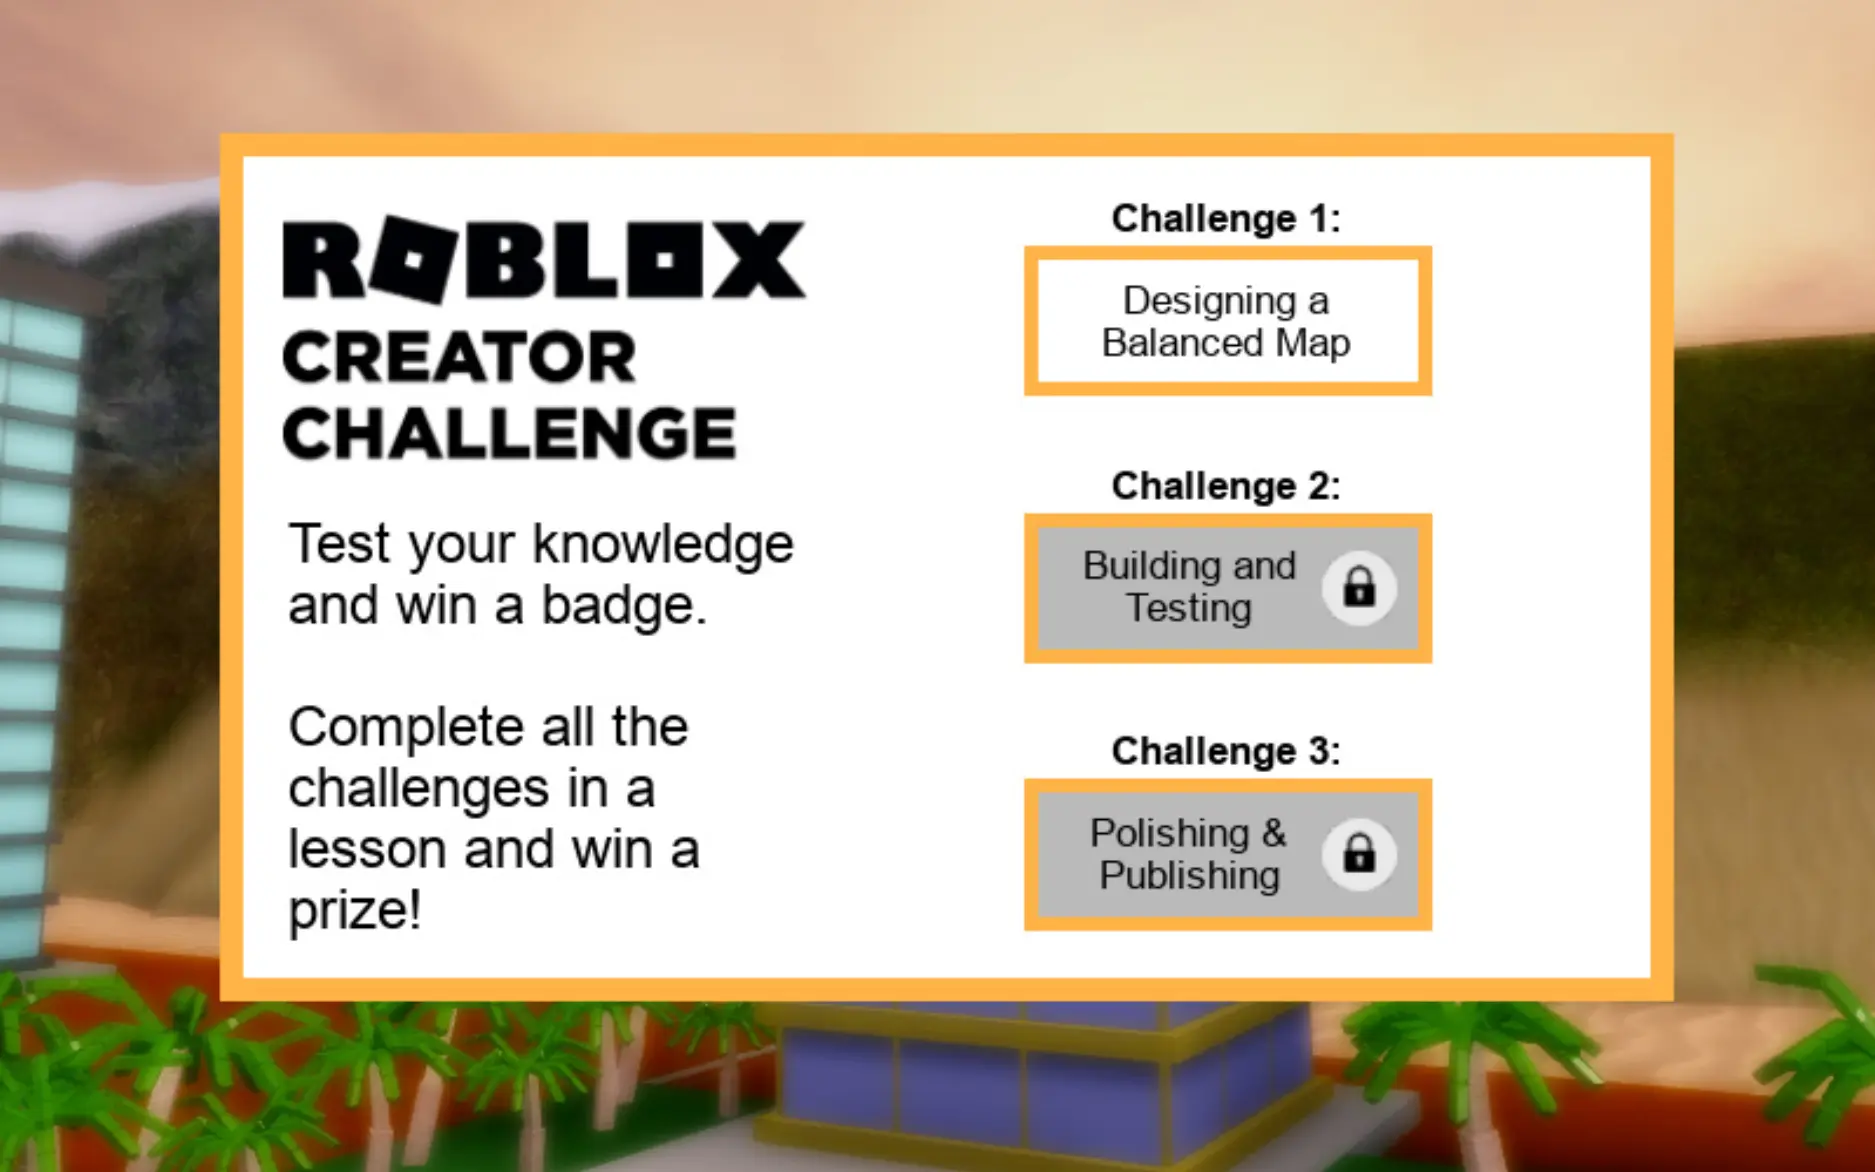 ROBLOX
CREATOR
CHALLENGE
Test your knowledge
and win a badge.
Complete all the
challenges in a
lesson and win a
prize!
Challenge 1:
Designing a
Balanced Map
Challenge 2:
Building and
Testing
Challenge 3:
Polishing &
Publishing